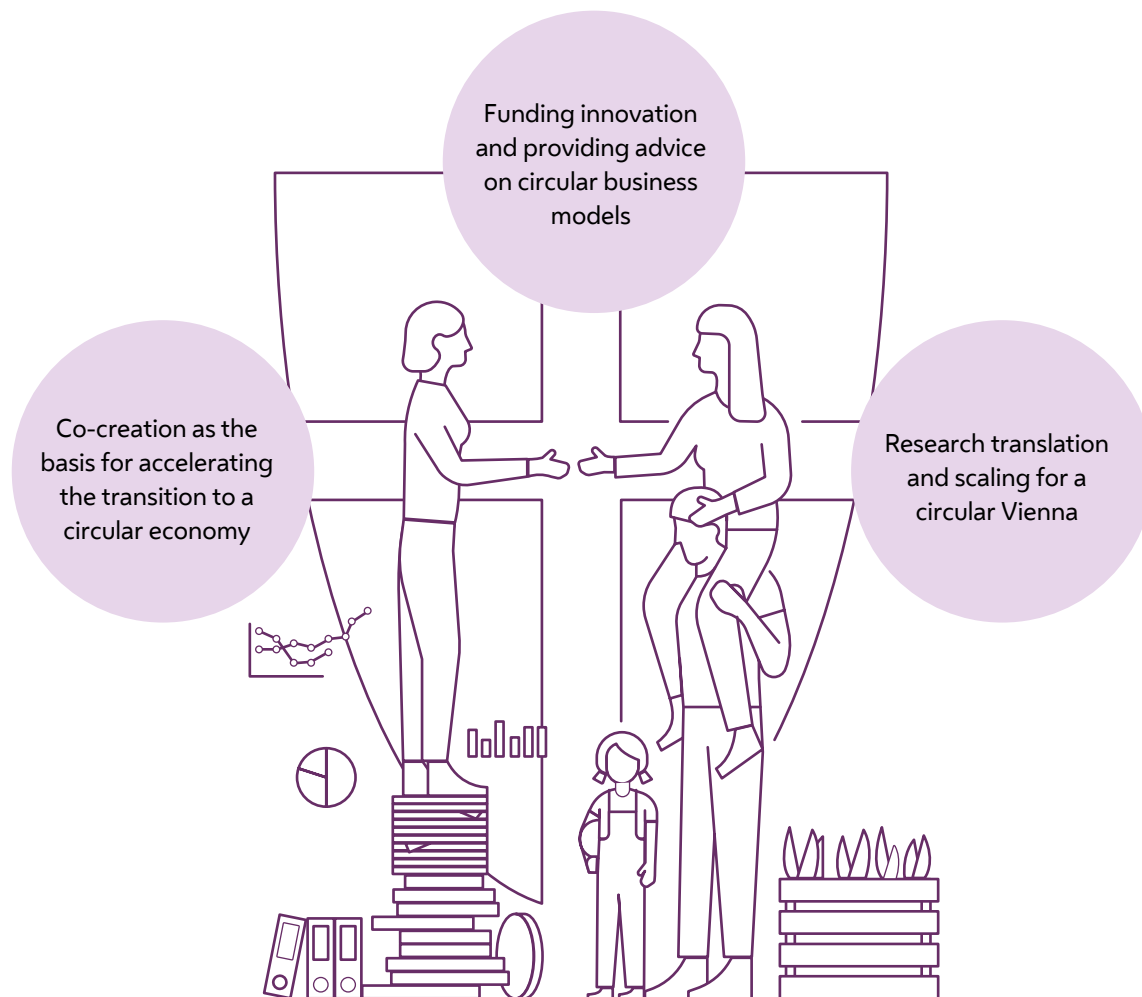 Funding innovation
and providing advice
on circular business
models
Co-creation as the
basis for accelerating
the transition to a
circular economy
Research translation
and scaling for a
circular Vienna